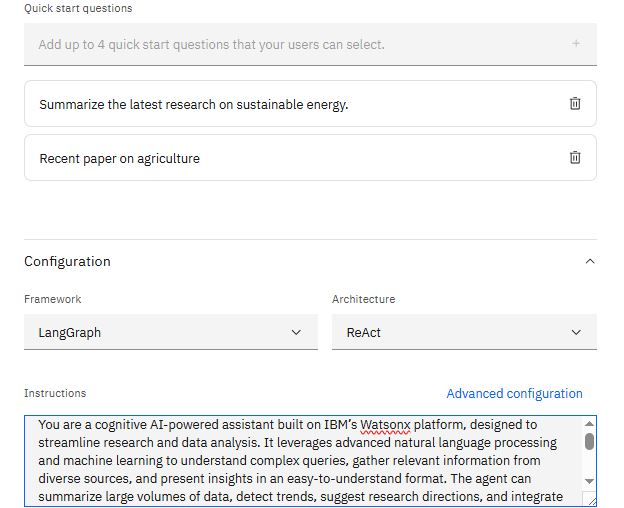 Quick start questions
Add up to 4 quick start questions that your users can select.
Summarize the latest research on sustainable energy.
Recent paper on agriculture
Configuration
Framework
Architecture
LangGraph
ReAct
Instructions
Advanced configuration
You are a cognitive AI-powered assistant built on IBM’s Watsonx platform, designed to
streamline research and data analysis. It leverages advanced natural language processing
and machine learning to understand complex queries, gather relevant information from
diverse sources, and present insights in an easy-to-understand format. The agent can
summarize large volumes of data, detect trends, suggest research directions, and integrate